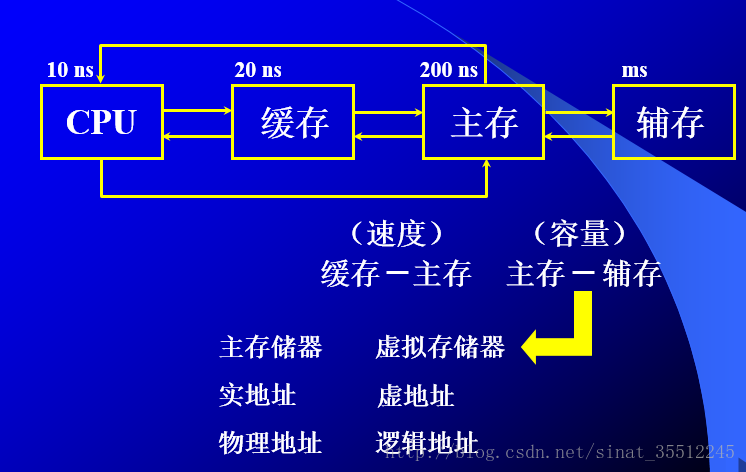 10 ns 20 ns 200 ns ms
CPU 缓存 主存 辅存
（速度） （容量）
缓存－主存 主存－辅存
主存储器 虚拟存储器
实地址 虚地址
物理地址 逻辑地址
http://blog.csdn.net/sinat_35512245